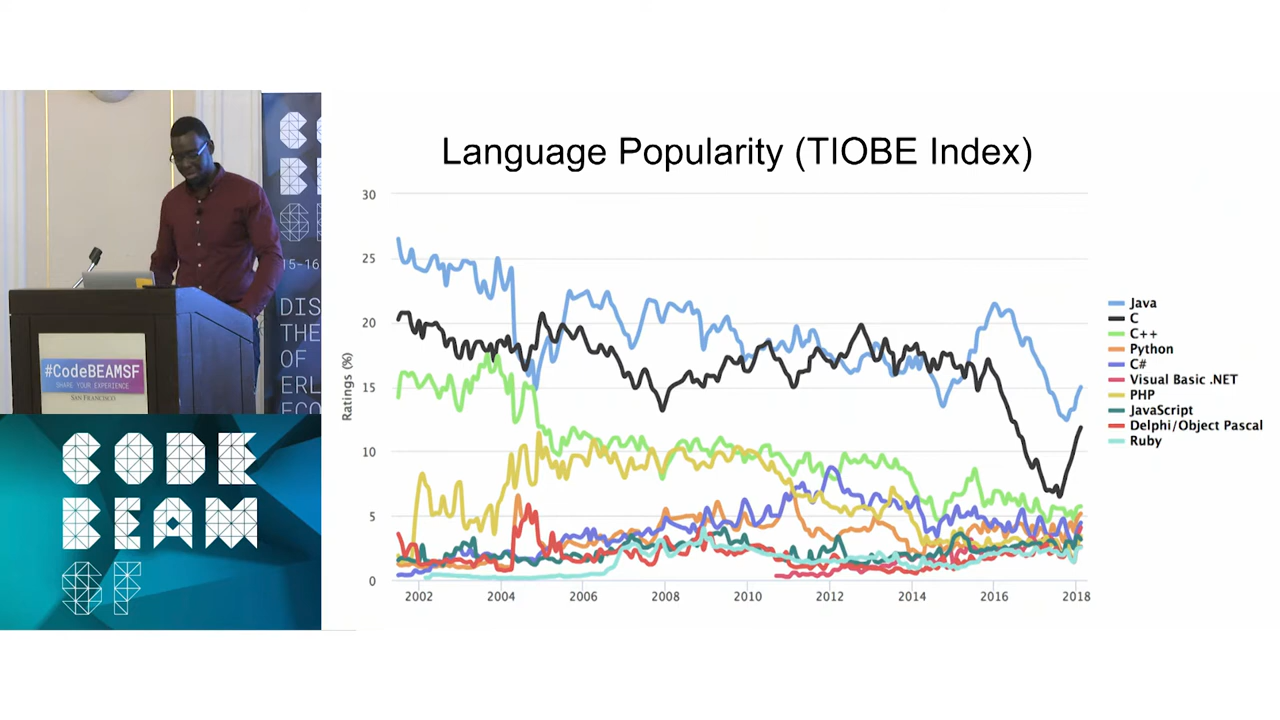 Language Popularity (TIOBE Index)
30
25
20
15
10
5
0
Ratings (%)
2002
2004
2006
2008
2010
2012
2014
2016
2018
Java
C
C++
Python
C#
Visual Basic .NET
PHP
JavaScript
Delphi/Object Pascal
Ruby
15-16
DIS
THE
OF
ERL
ECO
#CodeBEAMSF
SHARE YOUR EXPERIENCE
SAN FRANCISCO
CODE
BEAM
SF